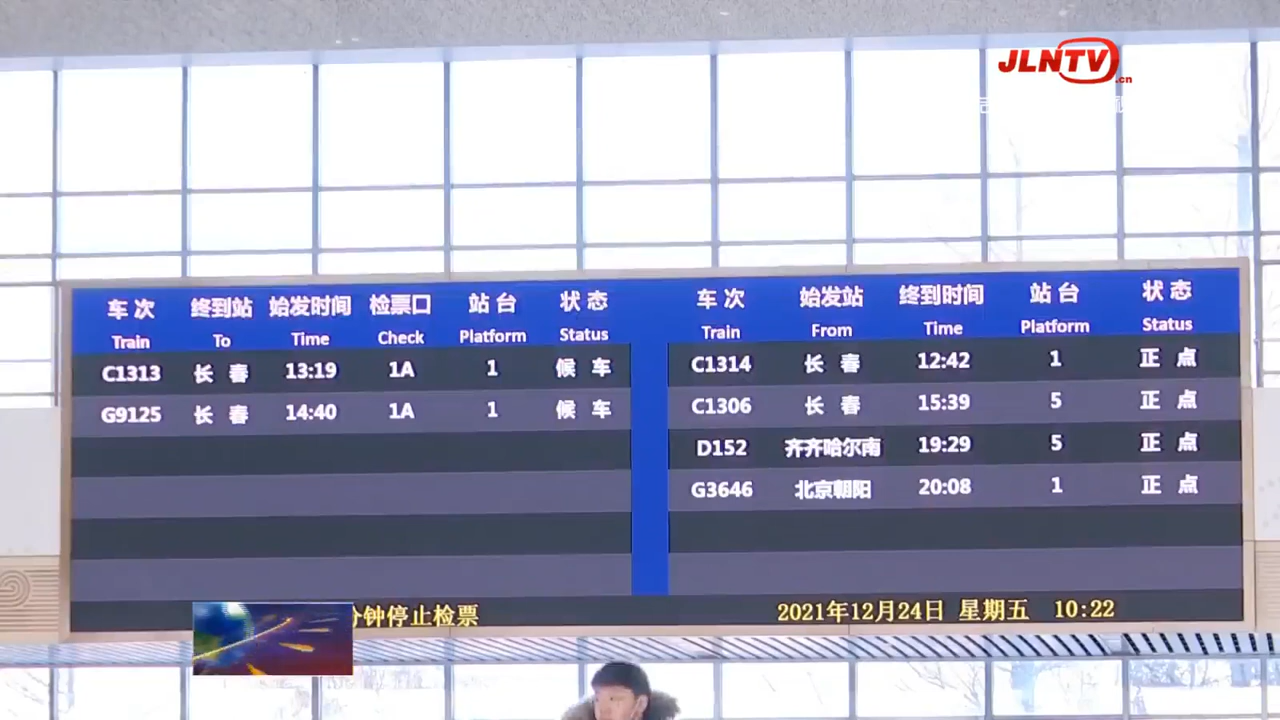 JLNTV.cn
车次 终到站 始发时间 检票口 站台 状态
Train To Time Check Platform Status
C1313 长春 13:19 1A 1 候车
G9125 长春 14:40 1A 1 候车
车次 始发站 终到时间 站台 状态
Train From Time Platform Status
C1314 长春 12:42 1 正点
C1306 长春 15:39 5 正点
D152 齐齐哈尔南 19:29 5 正点
G3646 北京朝阳 20:08 1 正点
分钟停止检票
2021年12月24日 星期五 10:22